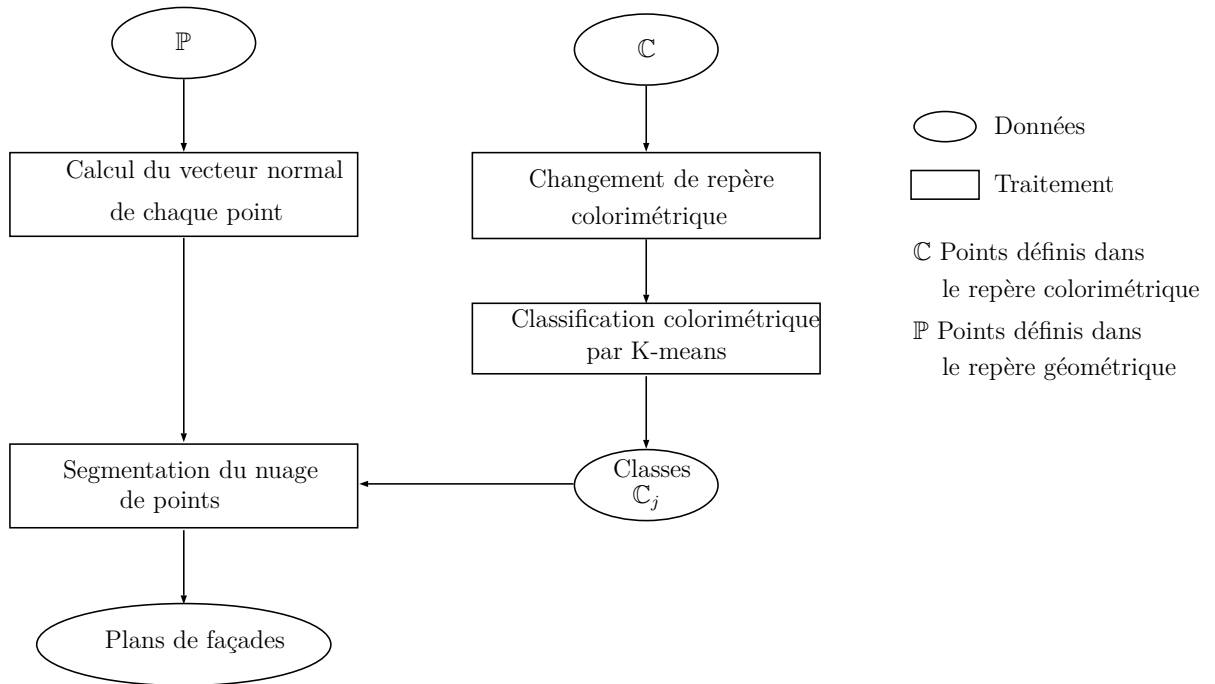 ℙ
Calcul du vecteur normal
de chaque point
Segmentation du nuage
de points
Plans de façades
ℂ
Changement de repère
colorimétrique
Classification colorimétrique
par K-means
Classes
ℂj
Données
Traitement
ℂ Points définis dans
le repère colorimétrique
ℙ Points définis dans
le repère géométrique